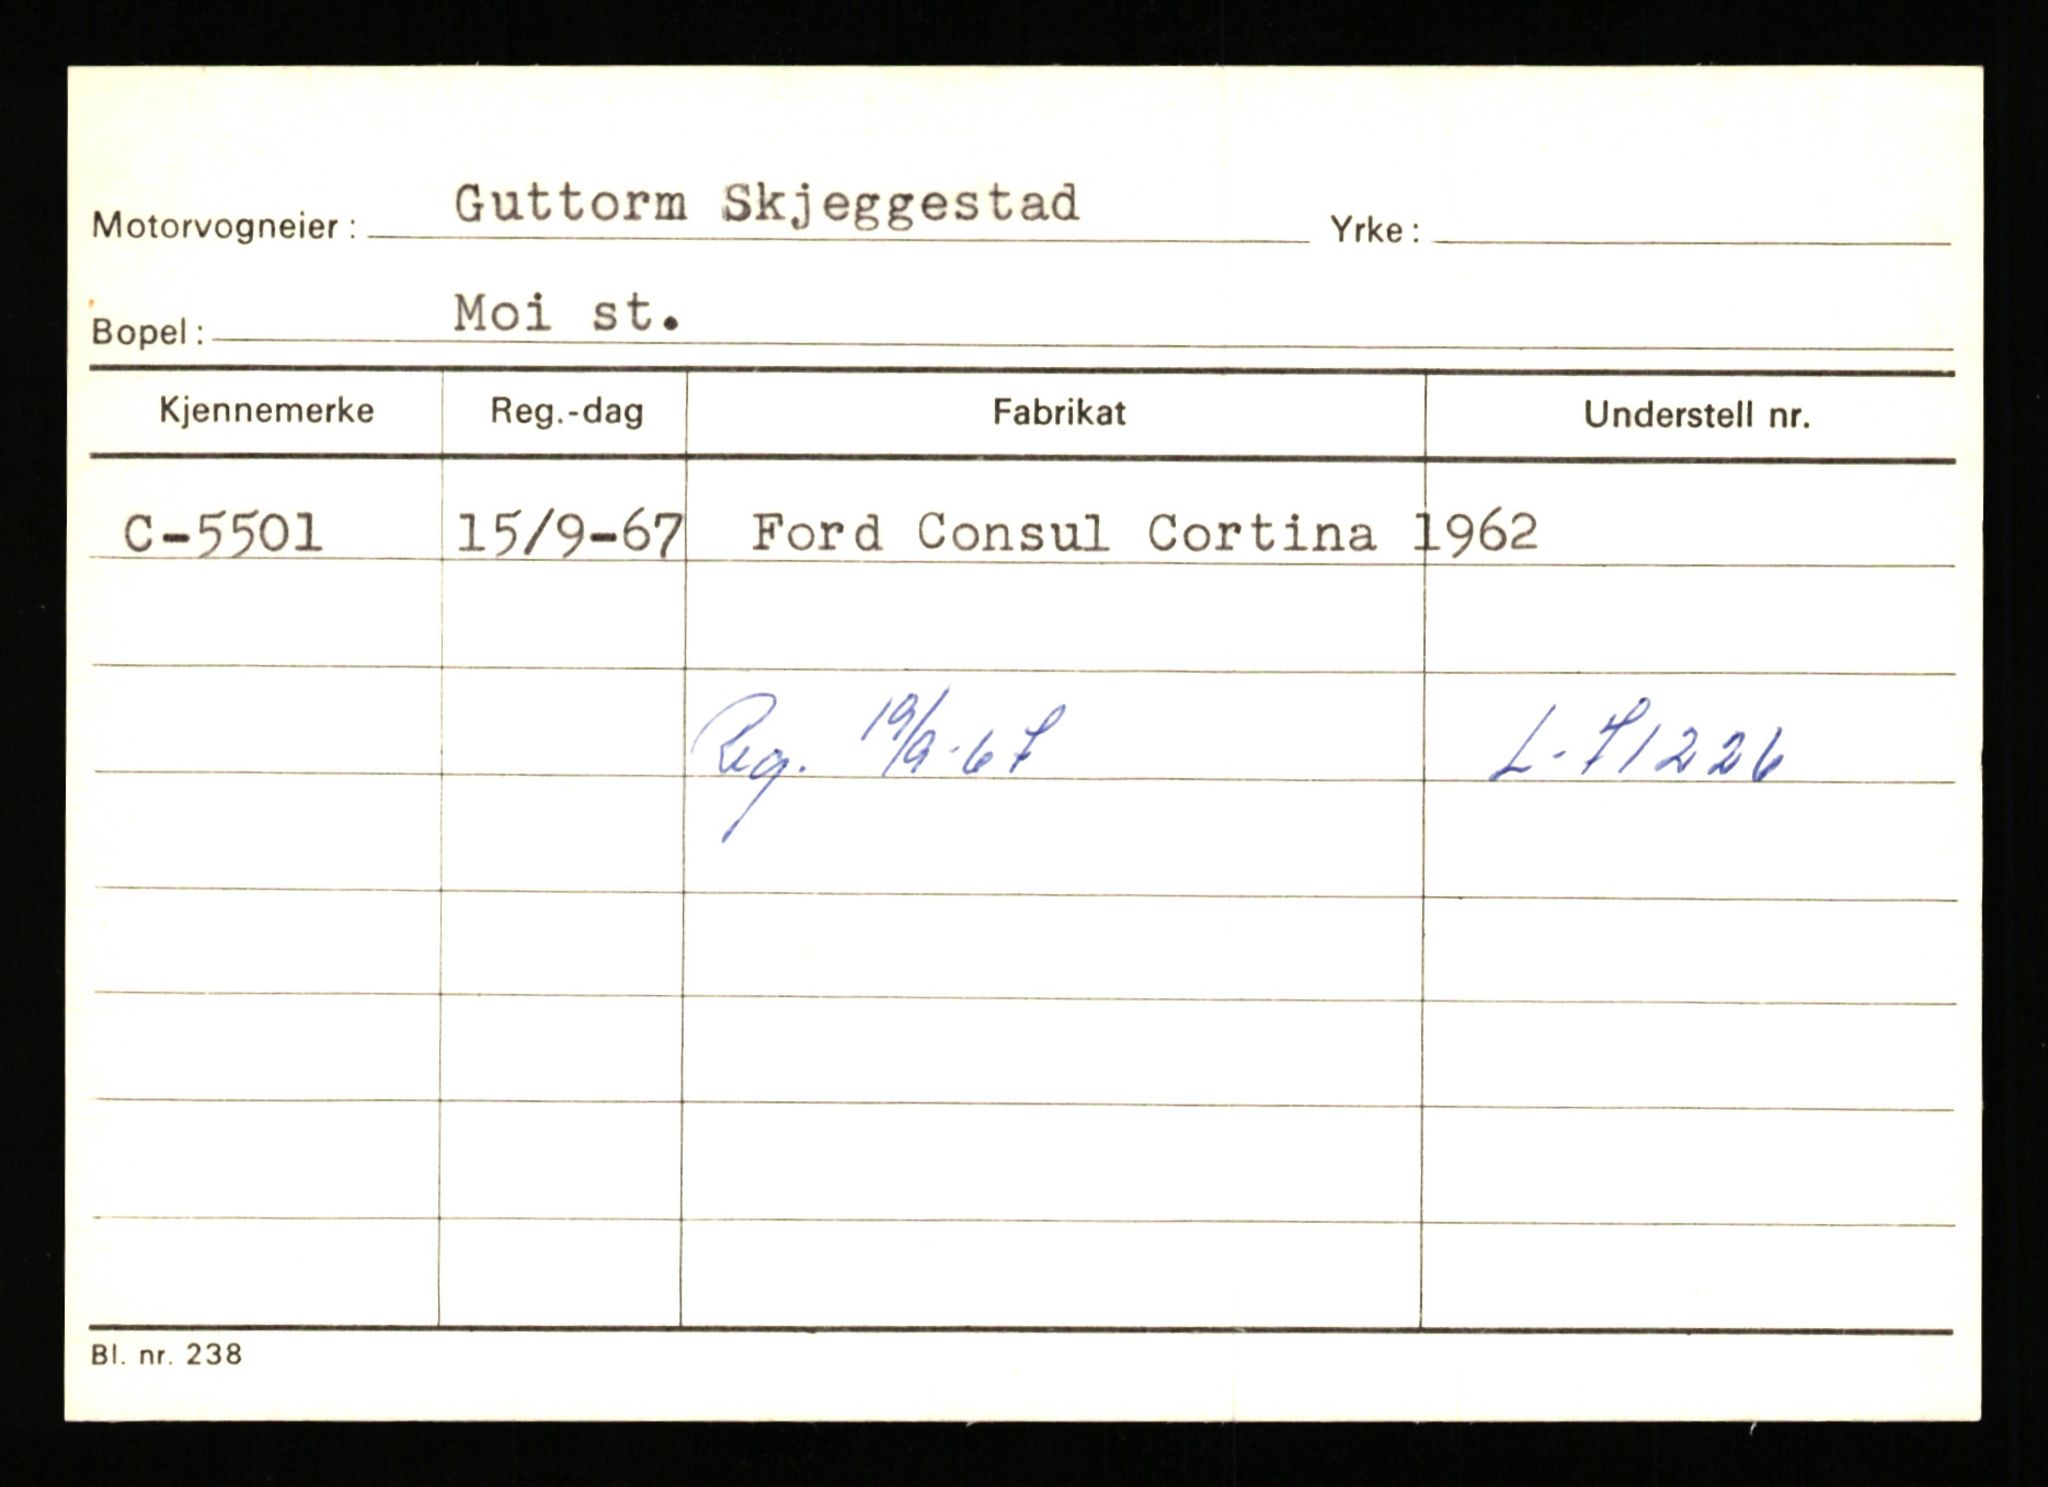 Motorvogneier: Guttorm Skjeggestad Yrke:
Bopel: Moi st.
Kjennemerke Reg.-dag Fabrikat Understell nr.
C-5501 15/9-67 Ford Consul Cortina 1962
Reg. 19/9-67 L-71226
Bl. nr. 238